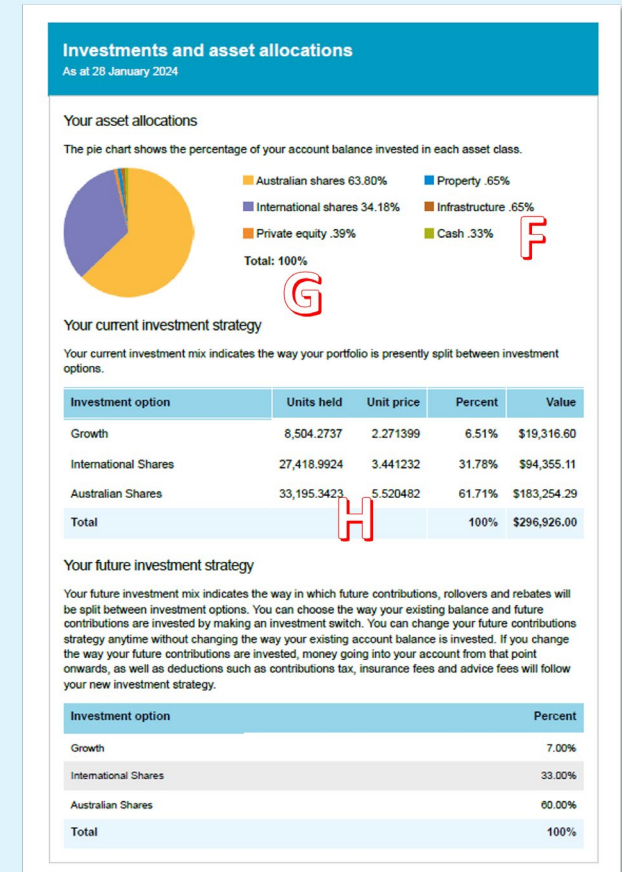 Investments and asset allocations
As at 28 January 2024
Your asset allocations
The pie chart shows the percentage of your account balance invested in each asset class.
Australian shares 63.80% Property .65%
International shares 34.18% Infrastructure .65%
Private equity .39% Cash .33%
F
Total: 100%
G
Your current investment strategy
Your current investment mix indicates the way your portfolio is presently split between investment
options.
Investment option Units held Unit price Percent Value
Growth 8,504.2737 2.271399 6.51% $19,316.60
International Shares 27,418.9924 3.441232 31.78% $94,355.11
Australian Shares 33,195.3423 5.520482 61.71% $183,254.29
H
Total 100% $296,926.00
Your future investment strategy
Your future investment mix indicates the way in which future contributions, rollovers and rebates will
be split between investment options. You can choose the way your existing balance and future
contributions are invested by making an investment switch. You can change your future contributions
strategy anytime without changing the way your existing account balance is invested. If you change
the way your future contributions are invested, money going into your account from that point
onwards, as well as deductions such as contributions tax, insurance fees and advice fees will follow
your new investment strategy.
Investment option Percent
Growth 7.00%
International Shares 33.00%
Australian Shares 60.00%
Total 100%